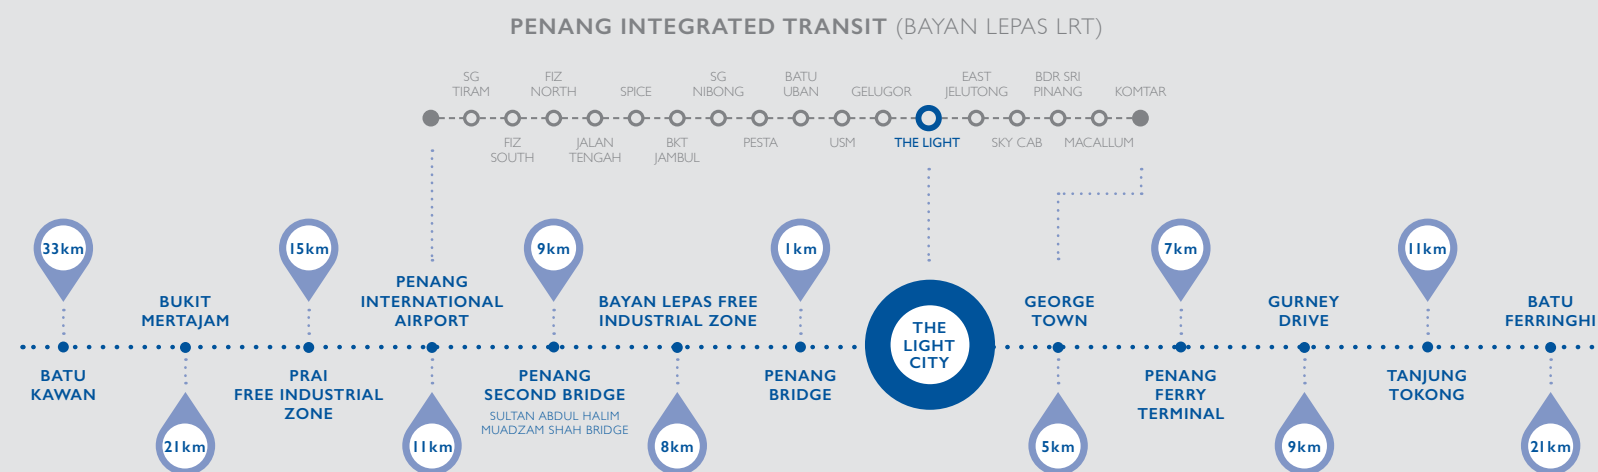 PENANG INTEGRATED TRANSIT (BAYAN LEPAS LRT)
SG
TIRAM
FIZ
NORTH
SPICE
SG
NIBONG
BATU
UBAN
GELUGOR
EAST
JELUTONG
BDR SRI
PINANG
KOMTAR
FIZ
SOUTH
JALAN
TENGAH
BKT
JAMBUL
PESTA
USM
THE LIGHT
SKY CAB
MACALLUM
33km
15km
9km
1km
7km
11km
BUKIT
MERTAJAM
PENANG
INTERNATIONAL
AIRPORT
BAYAN LEPAS FREE
INDUSTRIAL ZONE
THE
LIGHT
CITY
GEORGE
TOWN
GURNEY
DRIVE
BATU
FERRINGHI
BATU
KAWAN
PRAI
FREE INDUSTRIAL
ZONE
PENANG
SECOND BRIDGE
SULTAN ABDUL HALIM
MUADZAM SHAH BRIDGE
PENANG
BRIDGE
PENANG
FERRY
TERMINAL
TANJUNG
TOKONG
21km
11km
8km
5km
9km
21km